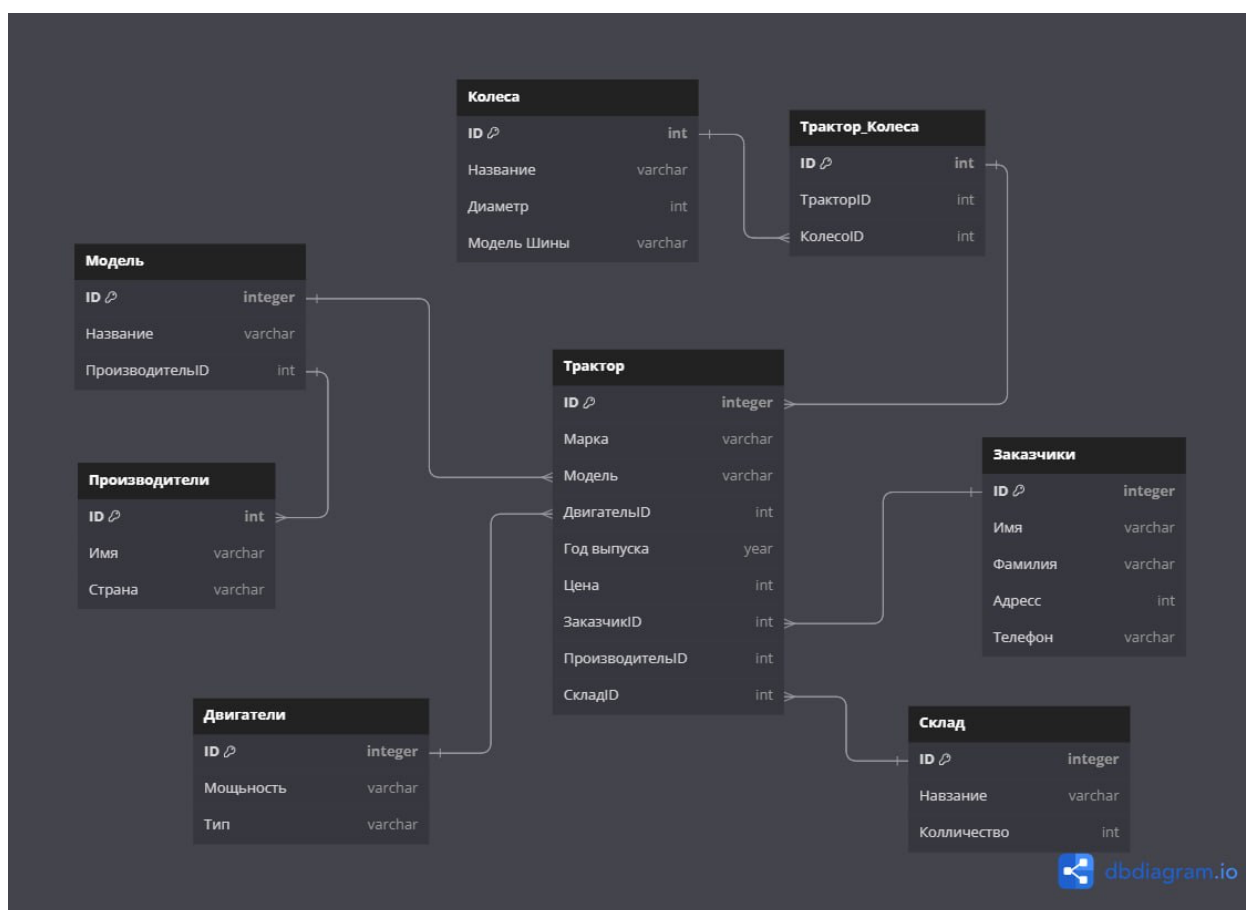 Колеса
ID int
Название varchar
Диаметр int
Модель Шины varchar
Трактор_Колеса
ID int
ТракторID int
КолесоID int
Модель
ID integer
Название varchar
ПроизводительID int
Трактор
ID integer
Марка varchar
Модель varchar
ДвигательID int
Год выпуска year
Цена int
ЗаказчикID int
ПроизводительID int
СкладID int
Производители
ID int
Имя varchar
Страна varchar
Заказчики
ID integer
Имя varchar
Фамилия varchar
Адресс int
Телефон varchar
Двигатели
ID integer
Мощьность varchar
Тип varchar
Склад
ID integer
Навзание varchar
Колличество int
dbdiagram.io